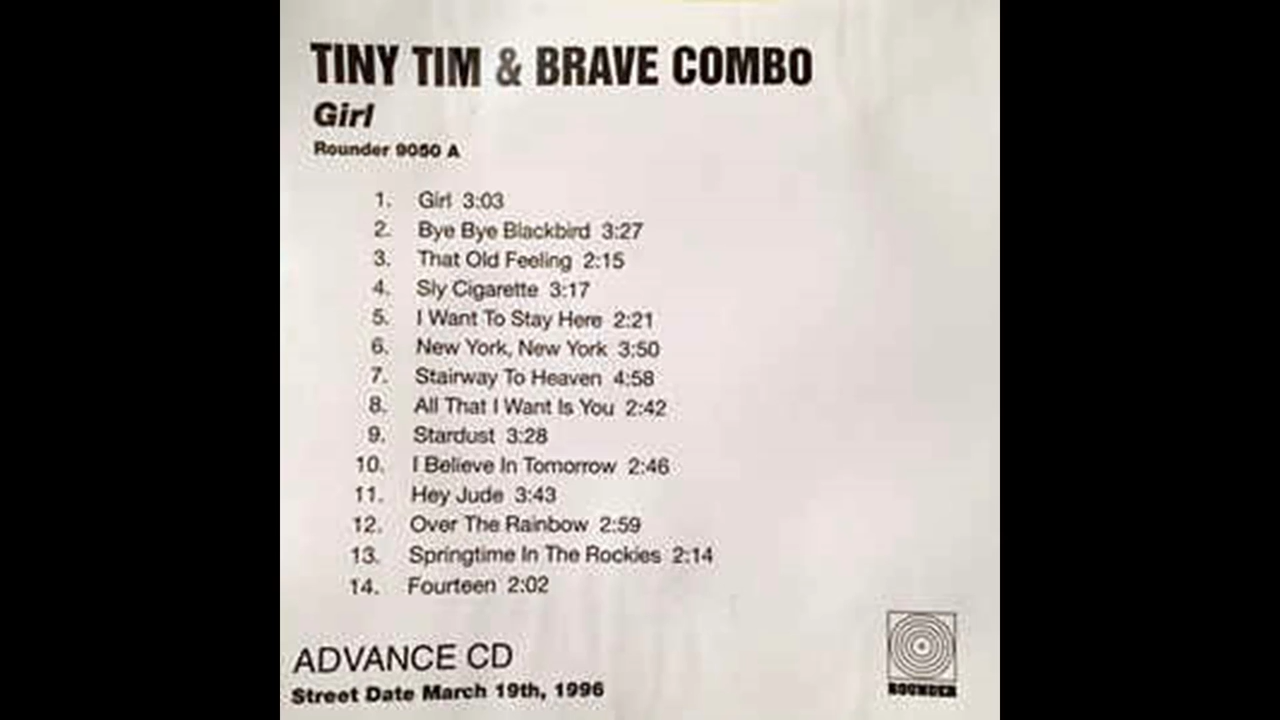 TINY TIM & BRAVE COMBO
Girl
Rounder 9050 A
1. Girl 3:03
2. Bye Bye Blackbird 3:27
3. That Old Feeling 2:15
4. Sly Cigarette 3:17
5. I Want To Stay Here 2:21
6. New York, New York 3:50
7. Stairway To Heaven 4:58
8. All That I Want Is You 2:42
9. Stardust 3:28
10. I Believe In Tomorrow 2:46
11. Hey Jude 3:43
12. Over The Rainbow 2:59
13. Springtime In The Rockies 2:14
14. Fourteen 2:02
ADVANCE CD
Street Date March 19th, 1996
ROUNDER